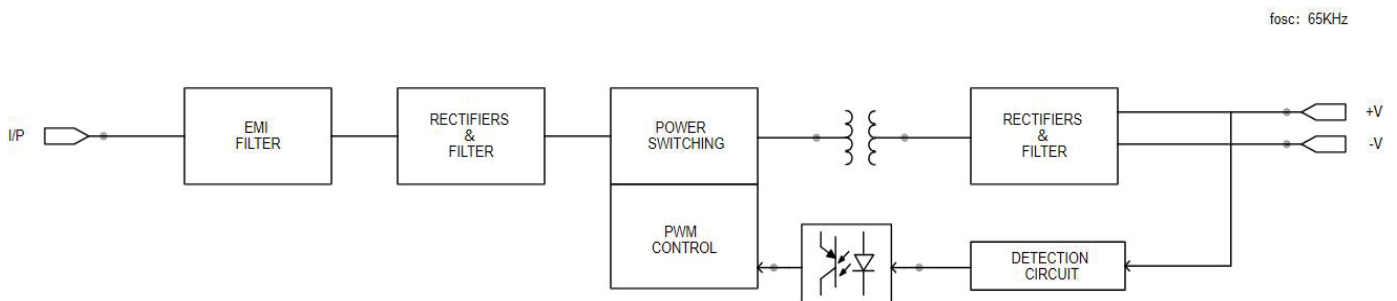 fosc: 65KHz
I/P
EMI
FILTER
RECTIFIERS
&
FILTER
POWER
SWITCHING
RECTIFIERS
&
FILTER
+V
-V
PWM
CONTROL
DETECTION
CIRCUIT